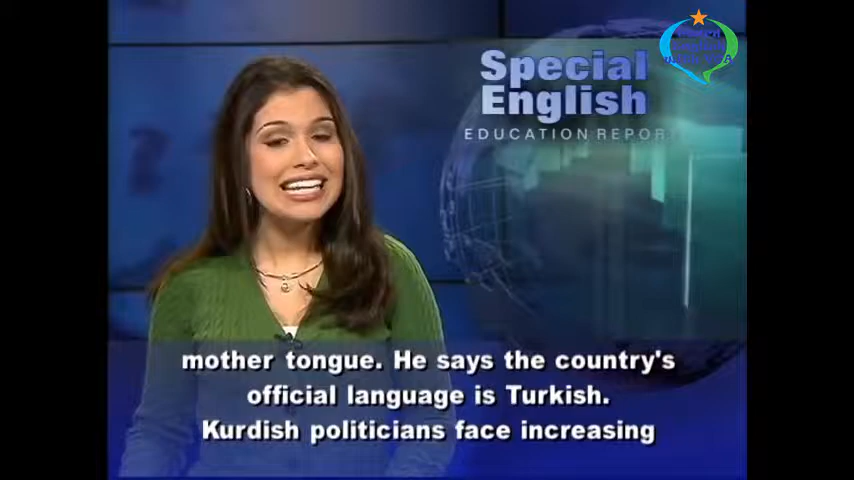 Special
English
EDUCATION REPORT
mother tongue. He says the country's
official language is Turkish.
Kurdish politicians face increasing